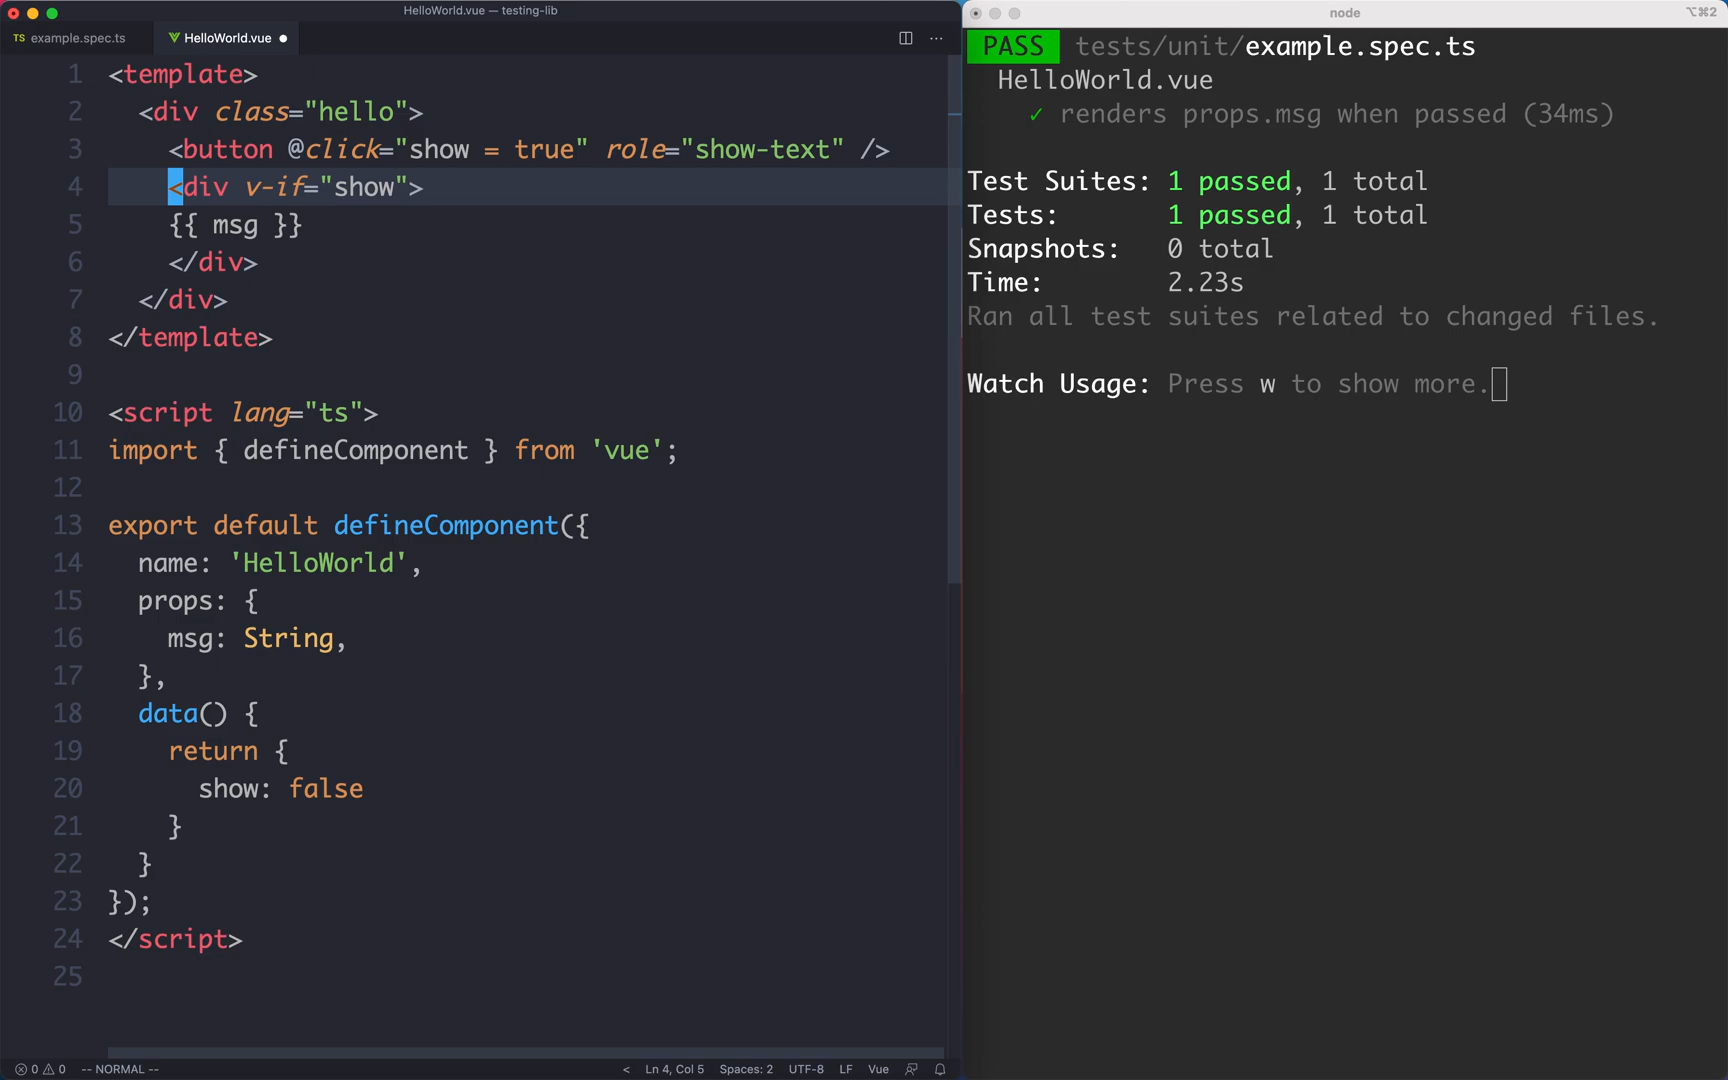 HelloWorld.vue — testing-lib
TS example.spec.ts
HelloWorld.vue
1 <template>
2 <div class="hello">
3 <button @click="show = true" role="show-text" />
4 <div v-if="show">
5 {{ msg }}
6 </div>
7 </div>
8 </template>
9
10 <script lang="ts">
11 import { defineComponent } from 'vue';
12
13 export default defineComponent({
14 name: 'HelloWorld',
15 props: {
16 msg: String,
17 },
18 data() {
19 return {
20 show: false
21 }
22 }
23 });
24 </script>
25
0 0 -- NORMAL -- < Ln 4, Col 5 Spaces: 2 UTF-8 LF Vue
node ⌥⌘2
PASS tests/unit/example.spec.ts
HelloWorld.vue
✓ renders props.msg when passed (34ms)
Test Suites: 1 passed, 1 total
Tests: 1 passed, 1 total
Snapshots: 0 total
Time: 2.23s
Ran all test suites related to changed files.
Watch Usage: Press w to show more.